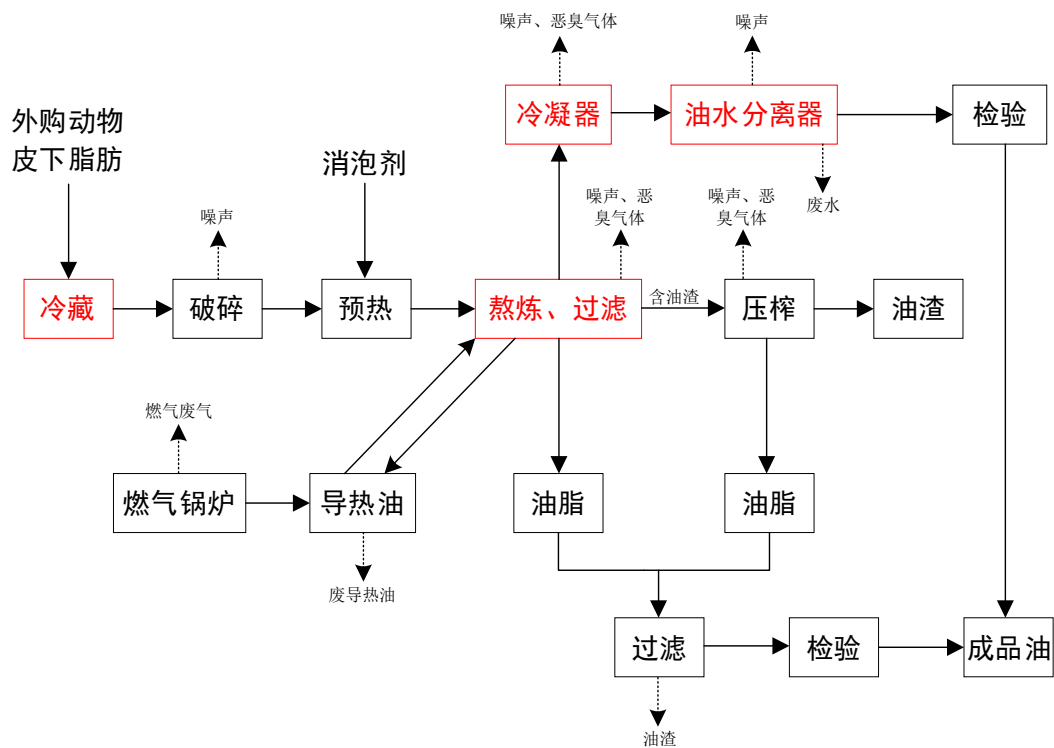 噪声、恶臭气体
噪声
冷凝器
油水分离器
检验
外购动物
皮下脂肪
消泡剂
噪声、恶
臭气体
噪声、恶
臭气体
废水
噪声
冷藏
破碎
预热
熬炼、过滤
含油渣
压榨
油渣
燃气废气
燃气锅炉
导热油
油脂
油脂
废导热油
过滤
检验
成品油
油渣